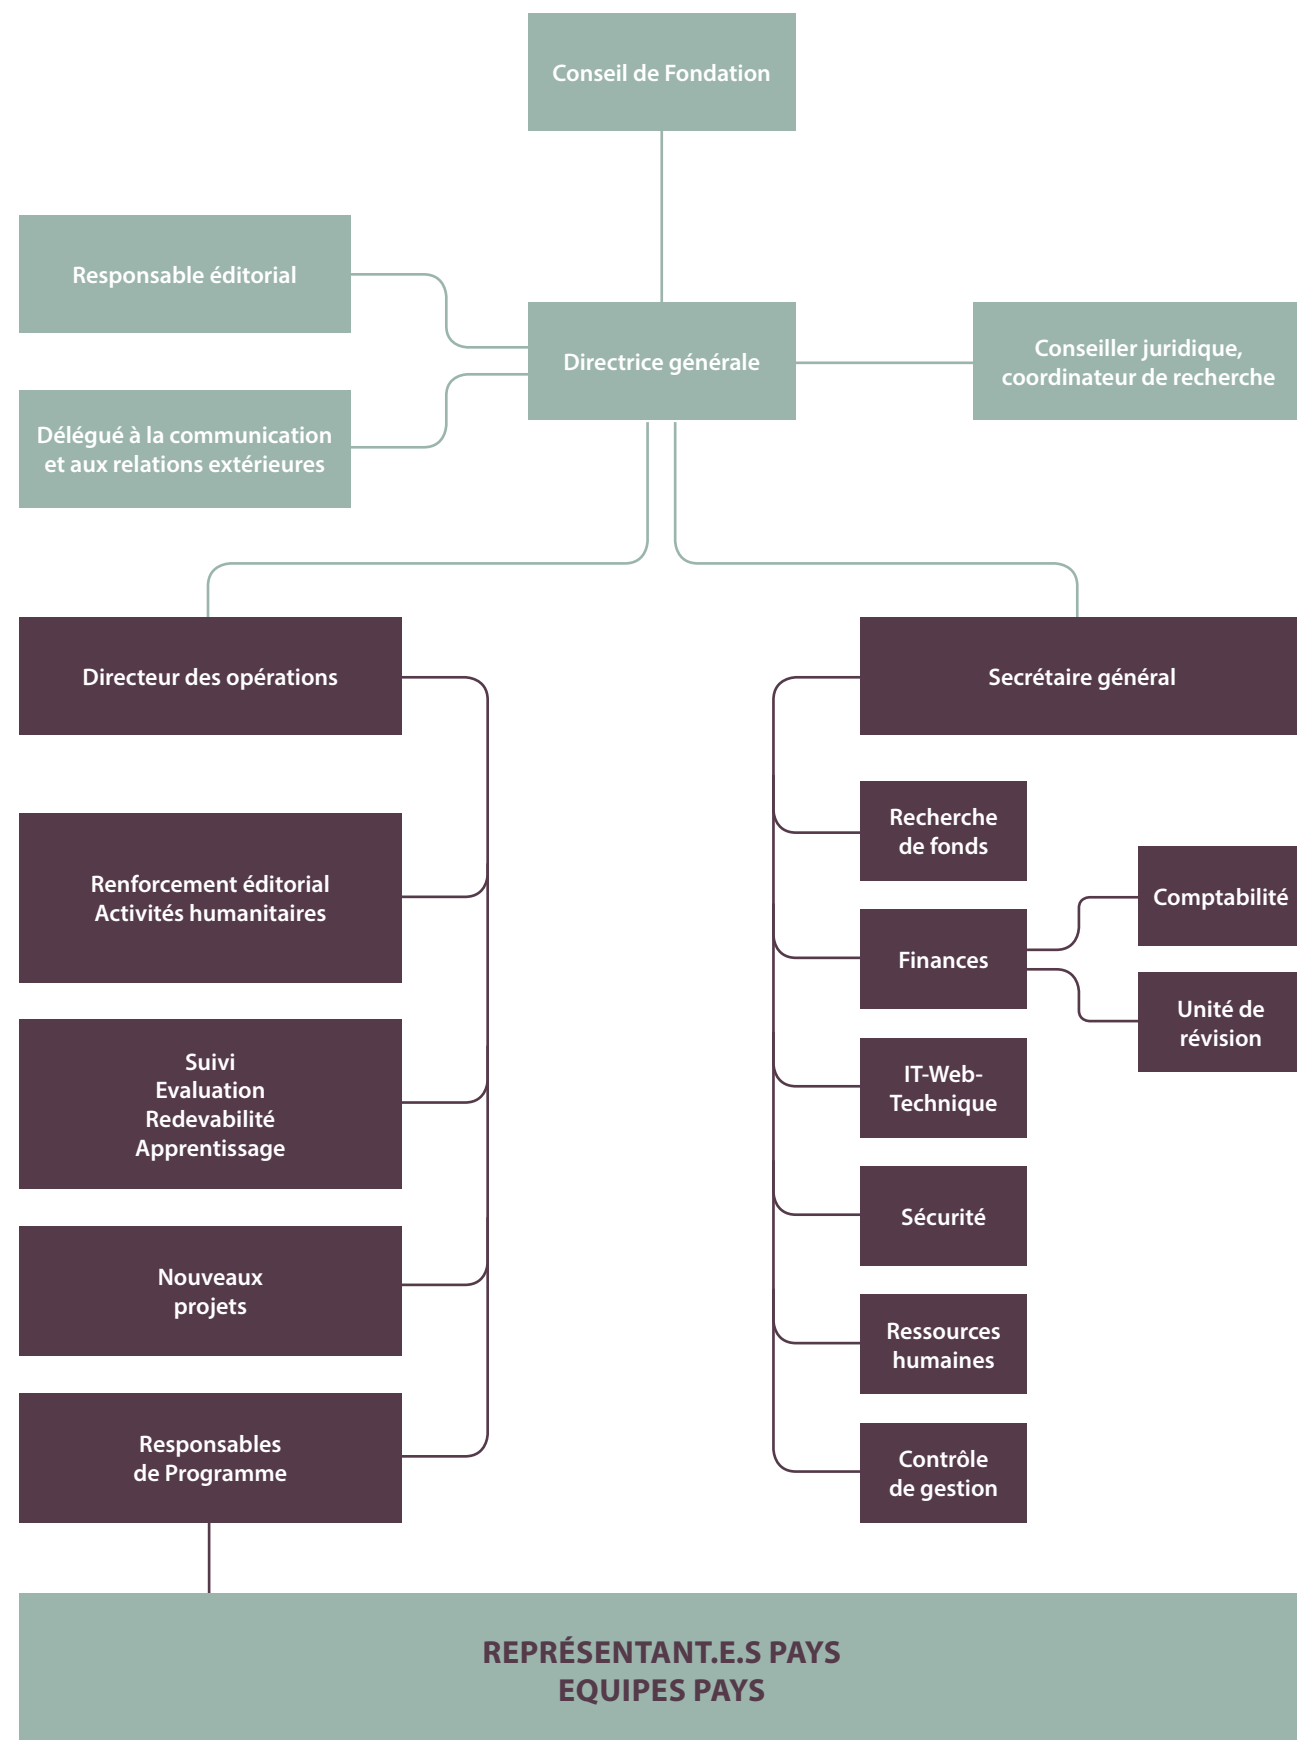 Conseil de Fondation
Responsable éditorial
Directrice générale
Conseiller juridique,
coordinateur de recherche
Délégué à la communication
et aux relations extérieures
Directeur des opérations
Renforcement éditorial
Activités humanitaires
Suivi
Evaluation
Redevabilité
Apprentissage
Nouveaux
projets
Responsables
de Programme
Secrétaire général
Recherche
de fonds
Finances
Comptabilité
Unité de
révision
IT-Web-
Technique
Sécurité
Ressources
humaines
Contrôle
de gestion
REPRÉSENTANT.E.S PAYS
EQUIPES PAYS